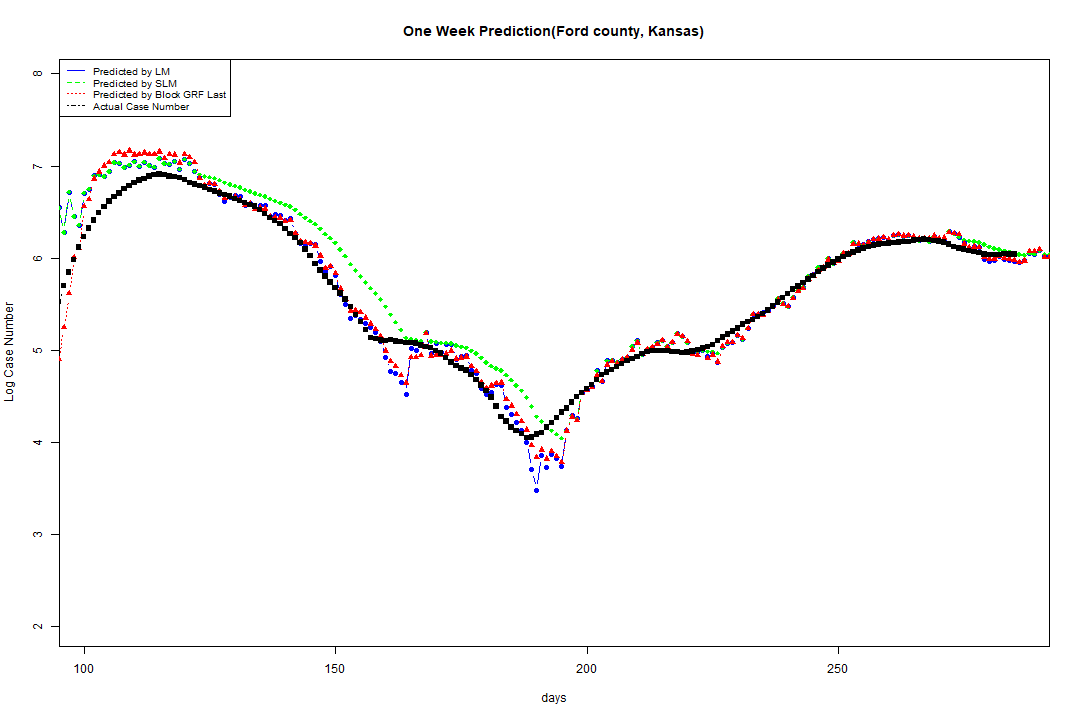 One Week Prediction(Ford county, Kansas)
Predicted by LM
Predicted by SLM
Predicted by Block GRF Last
Actual Case Number
8
7
6
5
4
3
2
Log Case Number
100 150 200 250
days